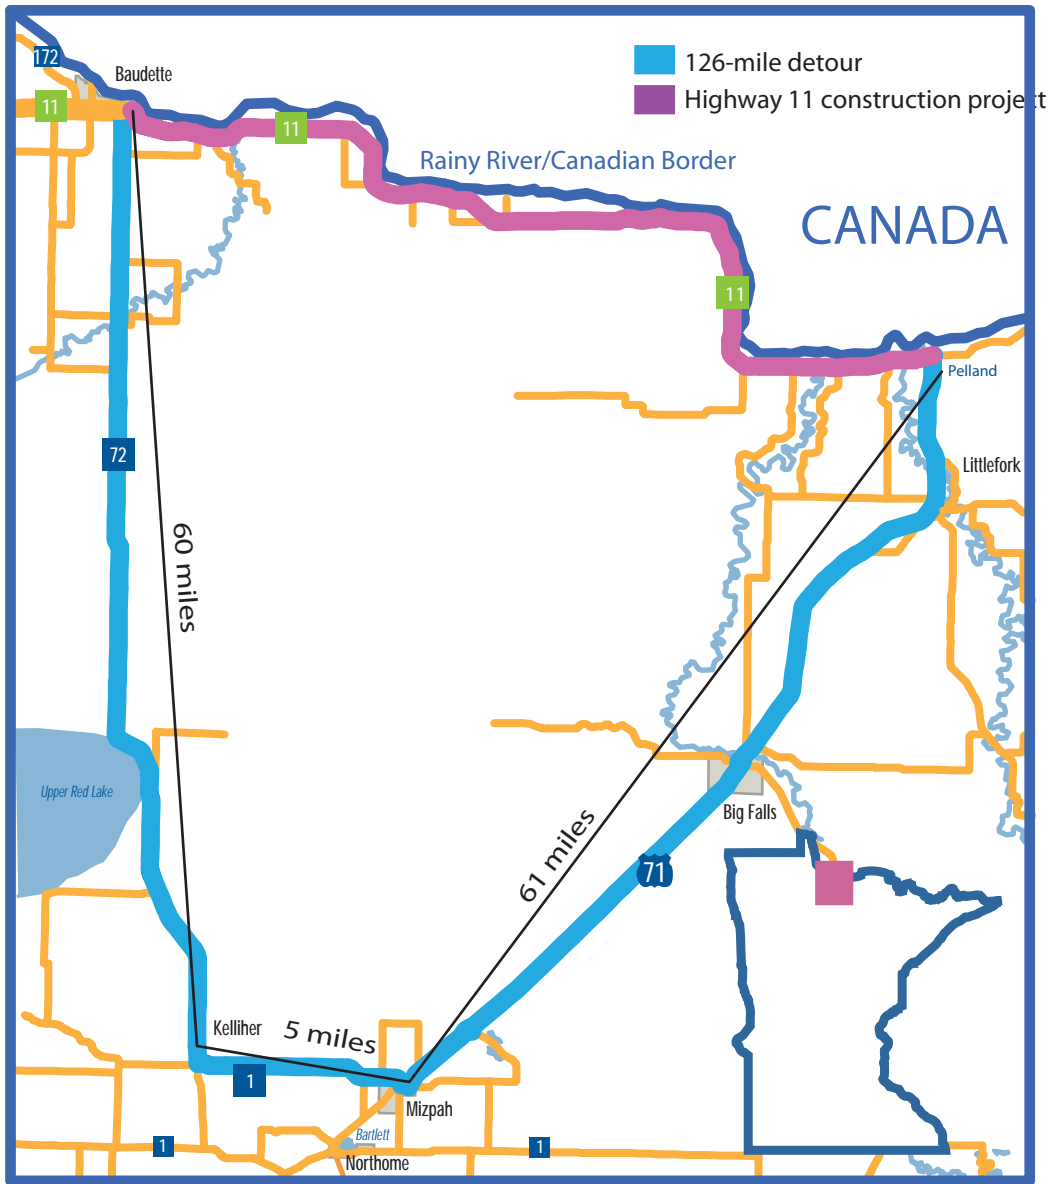 172
Baudette
11
126-mile detour
Highway 11 construction project
11
Rainy River/Canadian Border
CANADA
11
Pelland
72
Littlefork
60 miles
Upper Red Lake
Big Falls
61 miles
71
Kelliher
5 miles
1
Mizpah
Bartlett
1
1
Northome